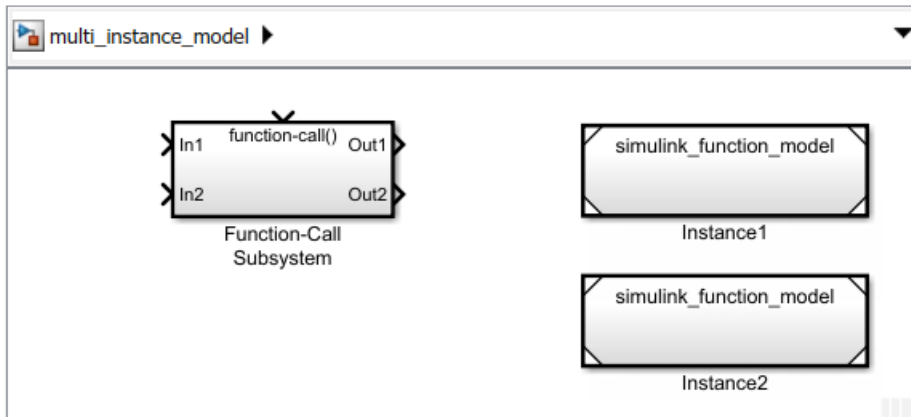 multi_instance_model
function-call()
In1 Out1
In2 Out2
Function-Call
Subsystem
simulink_function_model
Instance1
simulink_function_model
Instance2